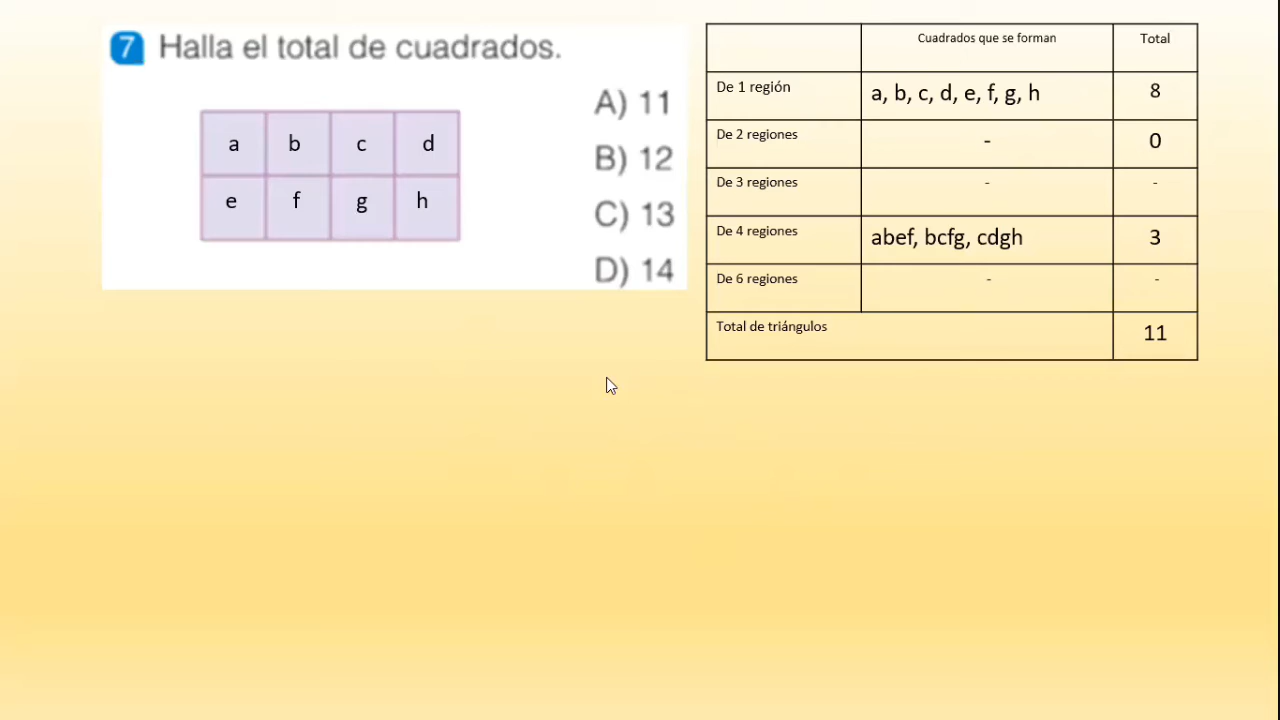 7 Halla el total de cuadrados.
A) 11
B) 12
C) 13
D) 14
a b c d
e f g h
Cuadrados que se forman Total
De 1 región a, b, c, d, e, f, g, h 8
De 2 regiones - 0
De 3 regiones - -
De 4 regiones abef, bcfg, cdgh 3
De 6 regiones - -
Total de triángulos 11